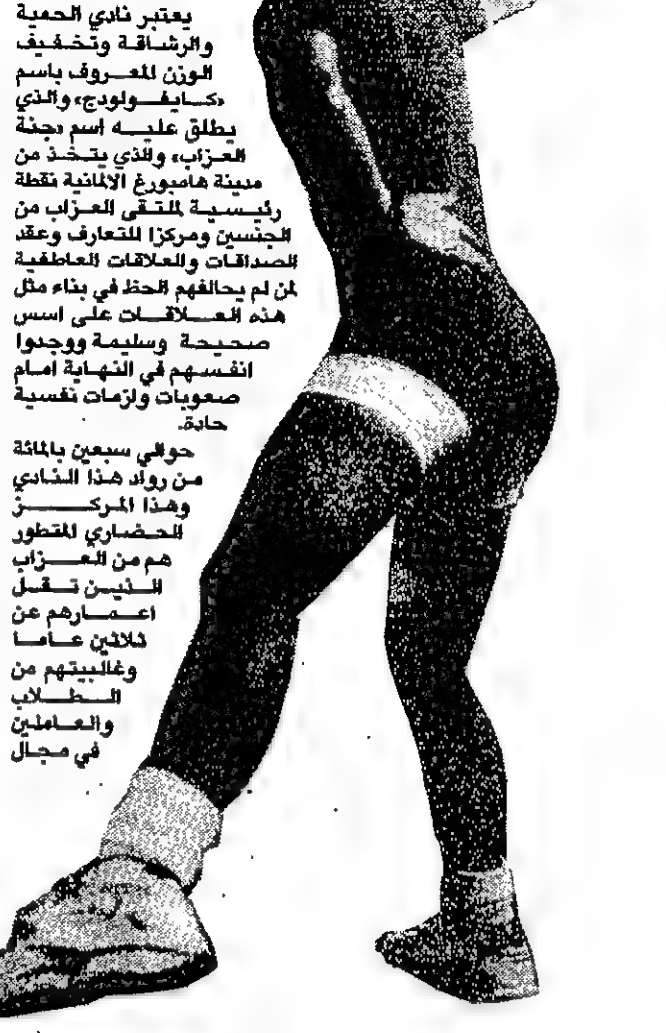 يعتبر نادي الحمية
والرشاقة وتخفيف
الوزن المعروف باسم
«كـايفـولودج» والذي
يطلق عليه اسم «جنة
العزاب» والذي يتخذ من
مدينة هامبورغ الالمانية نقطة
رئيسية لملتقى العزاب من
الجنسين ومركزا للتعارف وعقد
الصداقات والعلاقات العاطفية
لمن لم يحالفهم الحظ في بناء مثل
هذه العلاقات على اسس
صحيحة وسليمة ووجدوا
انفسهم في النهاية امام
صعوبات ولزمات نفسية
حادة.
حوالي سبعين بالمائة
من رواد هذا النادي
وهذا المركز
الحضاري المتطور
هم من العزاب
الذين تقل
اعمارهم عن
ثلاثين عاما
وغالبيتهم من
الطلاب
والعاملين
في مجال